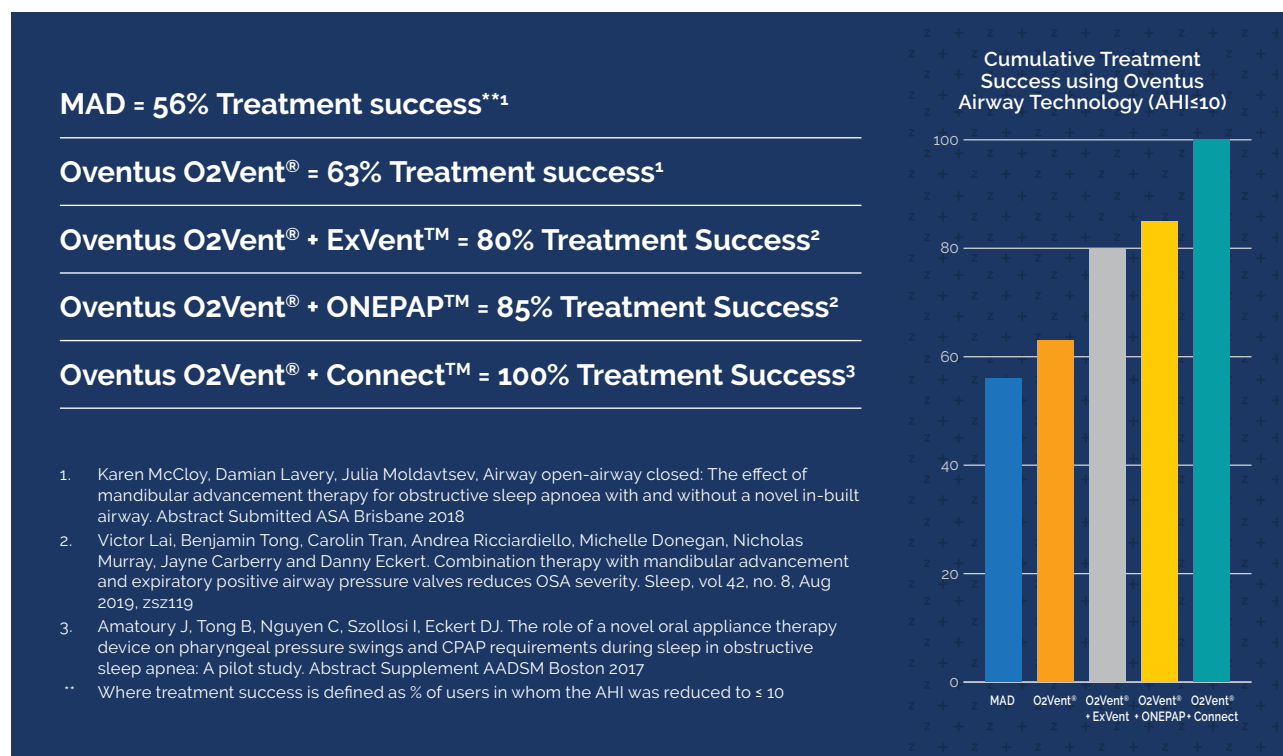 MAD = 56% Treatment success**1
Oventus O2Vent® = 63% Treatment success1
Oventus O2Vent® + ExVent™ = 80% Treatment Success2
Oventus O2Vent® + ONEPAP™ = 85% Treatment Success2
Oventus O2Vent® + Connect™ = 100% Treatment Success3
1. Karen McCloy, Damian Lavery, Julia Moldavtsev, Airway open-airway closed: The effect of
mandibular advancement therapy for obstructive sleep apnoea with and without a novel in-built
airway. Abstract Submitted ASA Brisbane 2018
2. Victor Lai, Benjamin Tong, Carolin Tran, Andrea Ricciardiello, Michelle Donegan, Nicholas
Murray, Jayne Carberry and Danny Eckert. Combination therapy with mandibular advancement
and expiratory positive airway pressure valves reduces OSA severity. Sleep, vol 42, no. 8, Aug
2019, zsz119
3. Amatoury J, Tong B, Nguyen C, Szollosi I, Eckert DJ. The role of a novel oral appliance therapy
device on pharyngeal pressure swings and CPAP requirements during sleep in obstructive
sleep apnea: A pilot study. Abstract Supplement AADSM Boston 2017
** Where treatment success is defined as % of users in whom the AHI was reduced to ≤ 10
Cumulative Treatment
Success using Oventus
Airway Technology (AHI≤10)
100
80
60
40
20
0
MAD O2Vent® O2Vent® O2Vent® O2Vent®
+ ExVent + ONEPAP + Connect